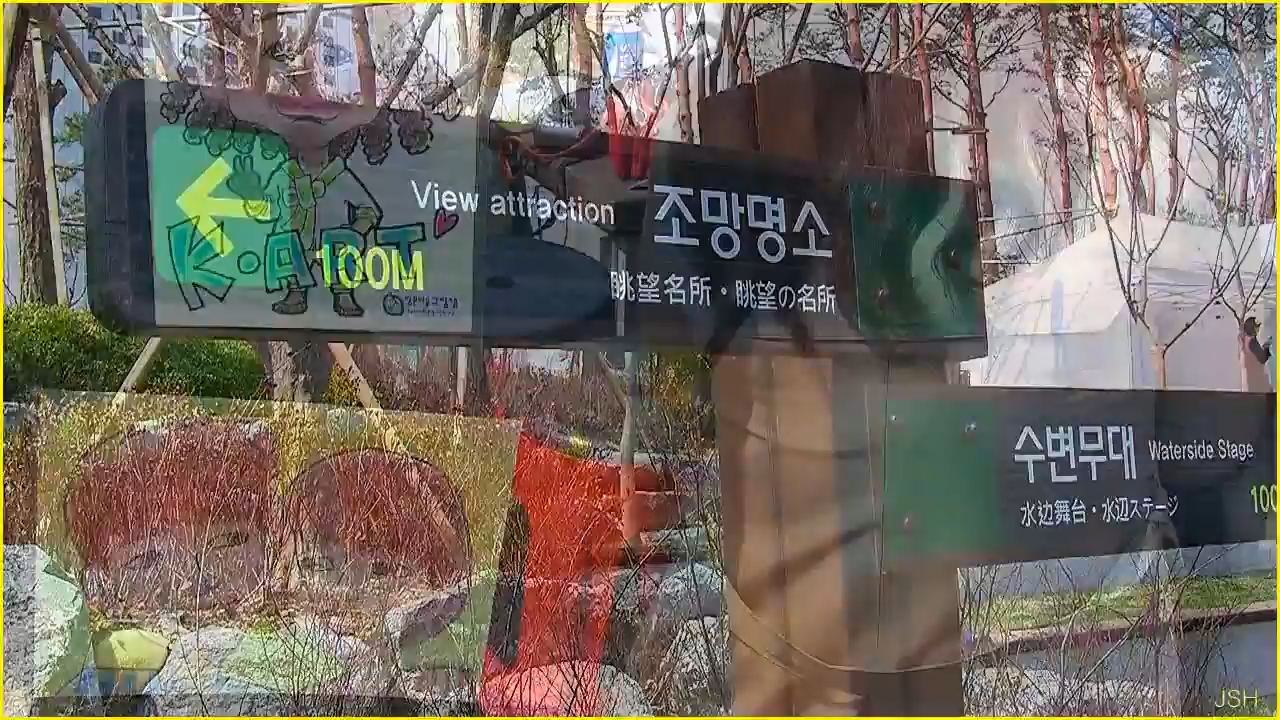 View attraction
조망명소
眺望名所・眺望の名所
100M
K·ART
수변무대 Waterside Stage
水边舞台・水辺ステージ
100
JSH